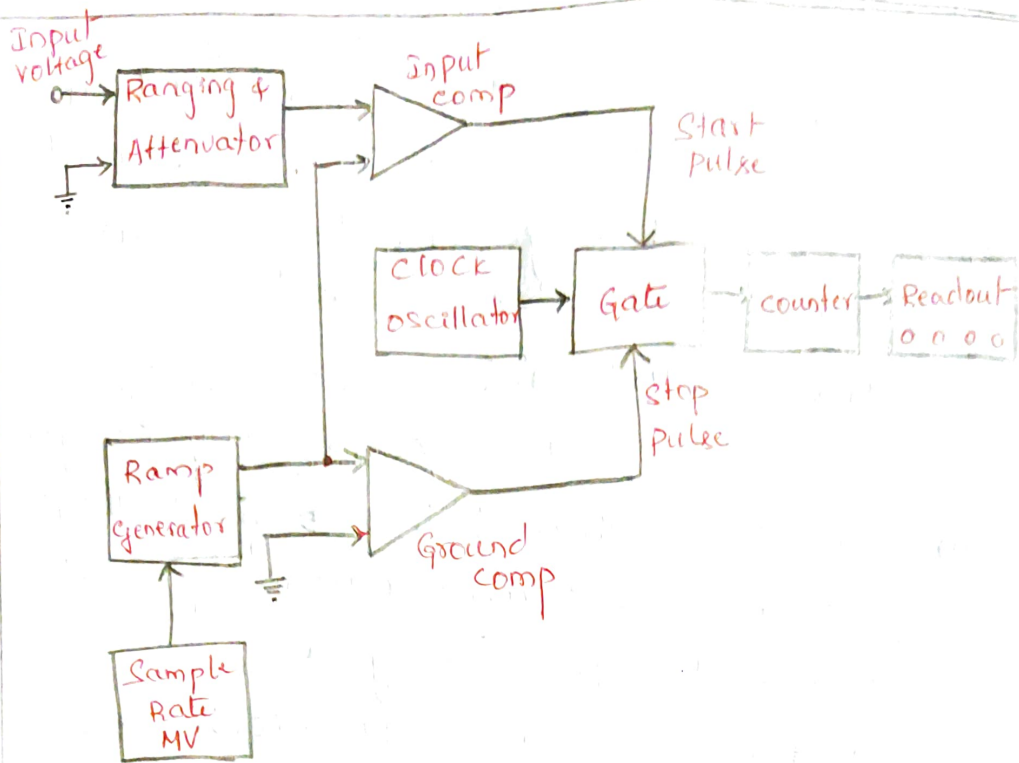 Input
voltage
Ranging &
Attenuator
Input
comp
Start
pulse
Clock
oscillator
Gate
counter
Readout
0 0 0 0
Stop
pulse
Ramp
Generator
Ground
comp
Sample
Rate
MV